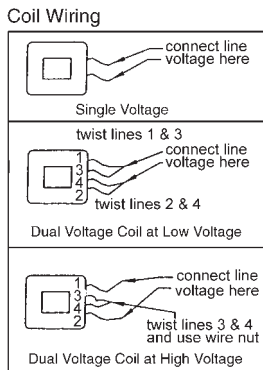 Coil Wiring
connect line
voltage here
Single Voltage
twist lines 1 & 3
connect line
voltage here
1
3
4
2
twist lines 2 & 4
Dual Voltage Coil at Low Voltage
connect line
voltage here
1
3
4
2
twist lines 3 & 4
and use wire nut
Dual Voltage Coil at High Voltage